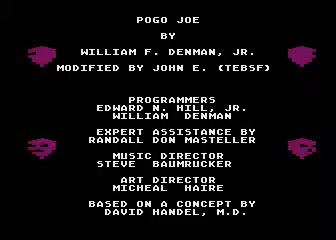 POGO JOE
BY
WILLIAM F. DENMAN, JR.
MODIFIED BY JOHN E. (TEBSF)
PROGRAMMERS
EDWARD N. HILL, JR.
WILLIAM DENMAN
EXPERT ASSISTANCE BY
RANDALL DON MASTELLER
MUSIC DIRECTOR
STEVE BAUMRUCKER
ART DIRECTOR
MICHEAL HAIRE
BASED ON A CONCEPT BY
DAVID HANDEL, M.D.